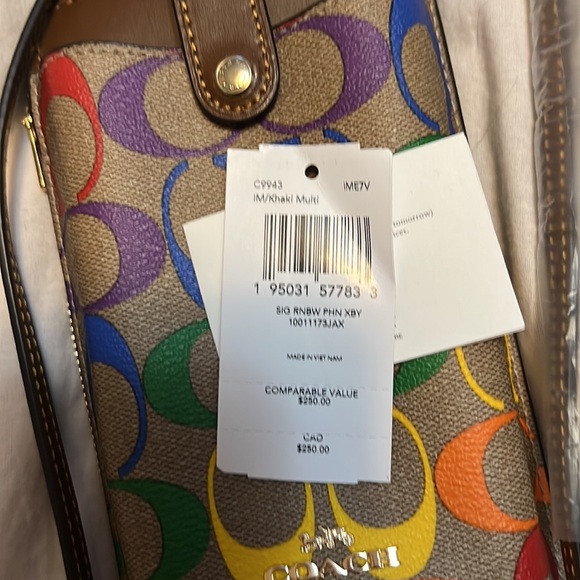 C9943 IME7V
IM/Khaki Multi
1 95031 57783 3
SIG RNBW PHN XBY
10011173JAX
MADE IN VIET NAM
COMPARABLE VALUE
$250.00
CAD
$250.00
tomorrow)
COACH